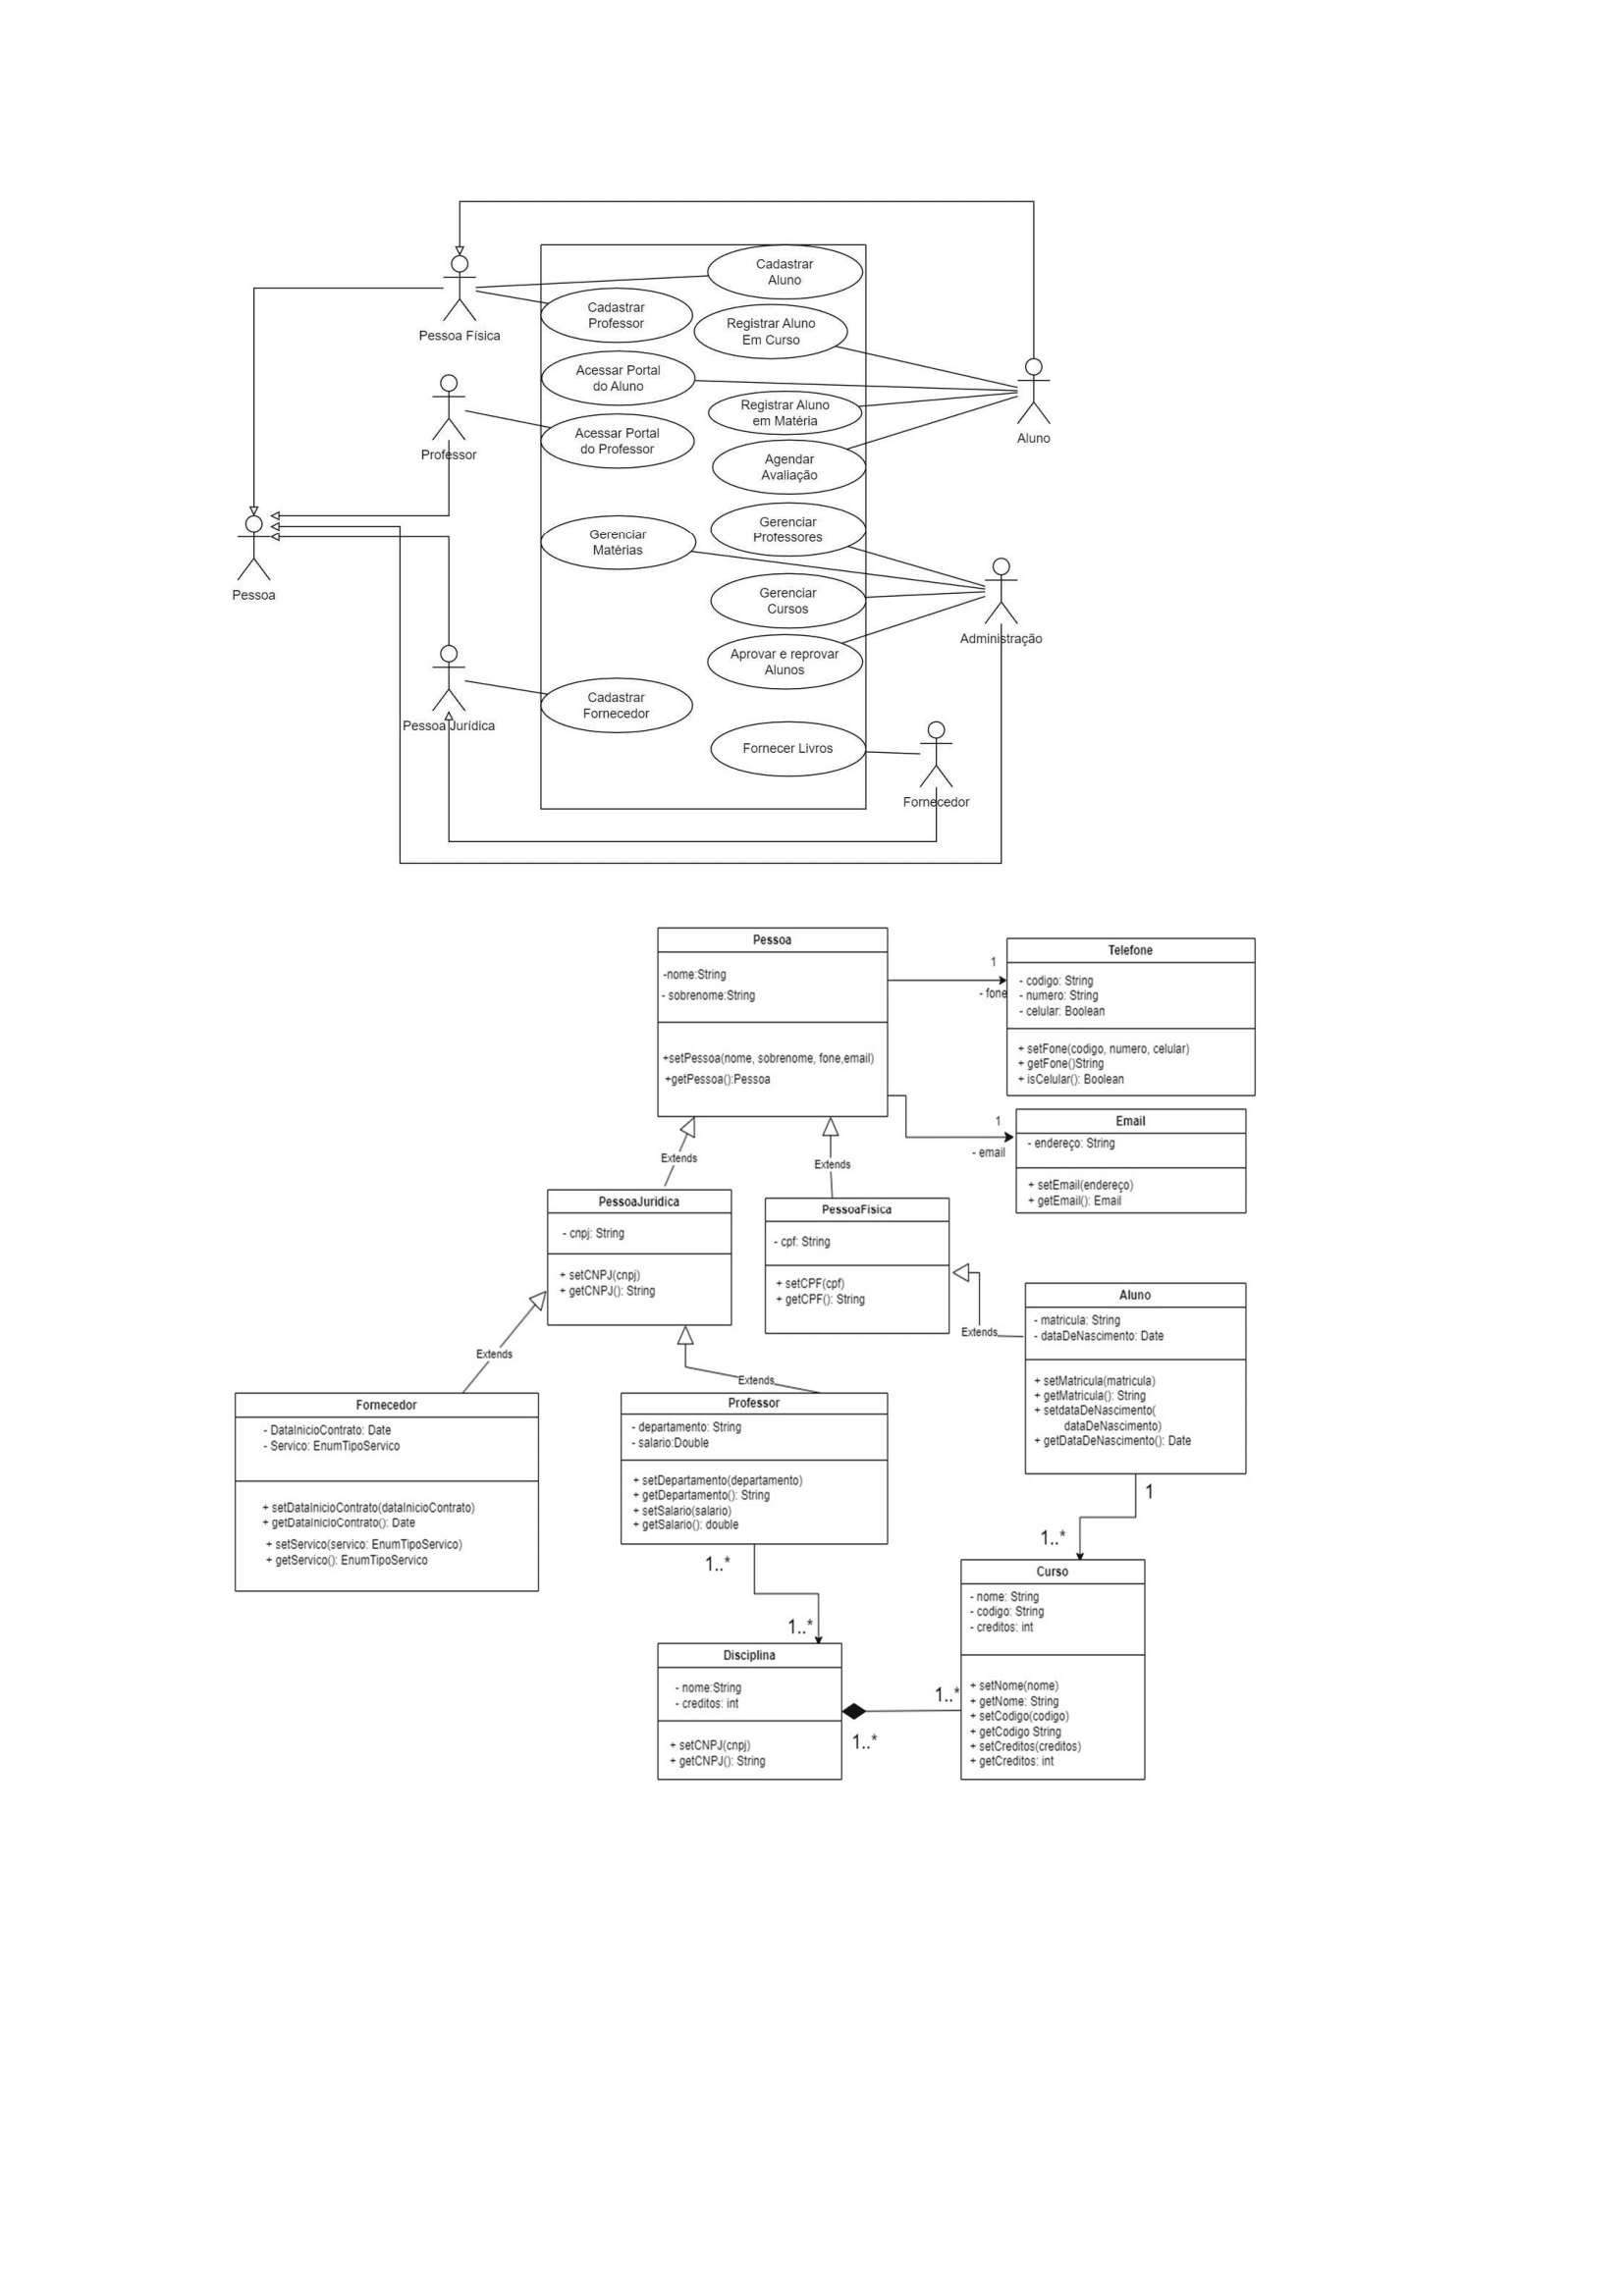 Cadastrar
Aluno
Cadastrar
Professor
Registrar Aluno
Em Curso
Pessoa Física
Acessar Portal
do Aluno
Registrar Aluno
em Matéria
Aluno
Acessar Portal
do Professor
Professor
Agendar
Avaliação
Gerenciar
Professores
Gerenciar
Matérias
Pessoa
Gerenciar
Cursos
Administração
Aprovar e reprovar
Alunos
Cadastrar
Fornecedor
Pessoa Jurídica
Fornecer Livros
Fornecedor
Pessoa
-nome:String
- sobrenome:String
+setPessoa(nome, sobrenome, fone,email)
+getPessoa():Pessoa
1
- fone
Telefone
- codigo: String
- numero: String
- celular: Boolean
+ setFone(codigo, numero, celular)
+ getFone()String
+ isCelular(): Boolean
1
- email
Email
- endereço: String
+ setEmail(endereço)
+ getEmail(): Email
Extends
Extends
PessoaJuridica
- cnpj: String
+ setCNPJ(cnpj)
+ getCNPJ(): String
PessoaFisica
- cpf: String
+ setCPF(cpf)
+ getCPF(): String
Extends
Aluno
- matricula: String
- dataDeNascimento: Date
+ setMatricula(matricula)
+ getMatricula(): String
+ setdataDeNascimento(
dataDeNascimento)
+ getDataDeNascimento(): Date
Extends
Extends
Fornecedor
- DataInicioContrato: Date
- Servico: EnumTipoServico
+ setDataInicioContrato(dataInicioContrato)
+ getDataInicioContrato(): Date
+ setServico(servico: EnumTipoServico)
+ getServico(): EnumTipoServico
Professor
- departamento: String
- salario:Double
+ setDepartamento(departamento)
+ getDepartamento(): String
+ setSalario(salario)
+ getSalario(): double
1
1..*
1..*
1..*
Curso
- nome: String
- codigo: String
- creditos: int
+ setNome(nome)
+ getNome: String
+ setCodigo(codigo)
+ getCodigo String
+ setCreditos(creditos)
+ getCreditos: int
Disciplina
- nome:String
- creditos: int
+ setCNPJ(cnpj)
+ getCNPJ(): String
1..*
1..*